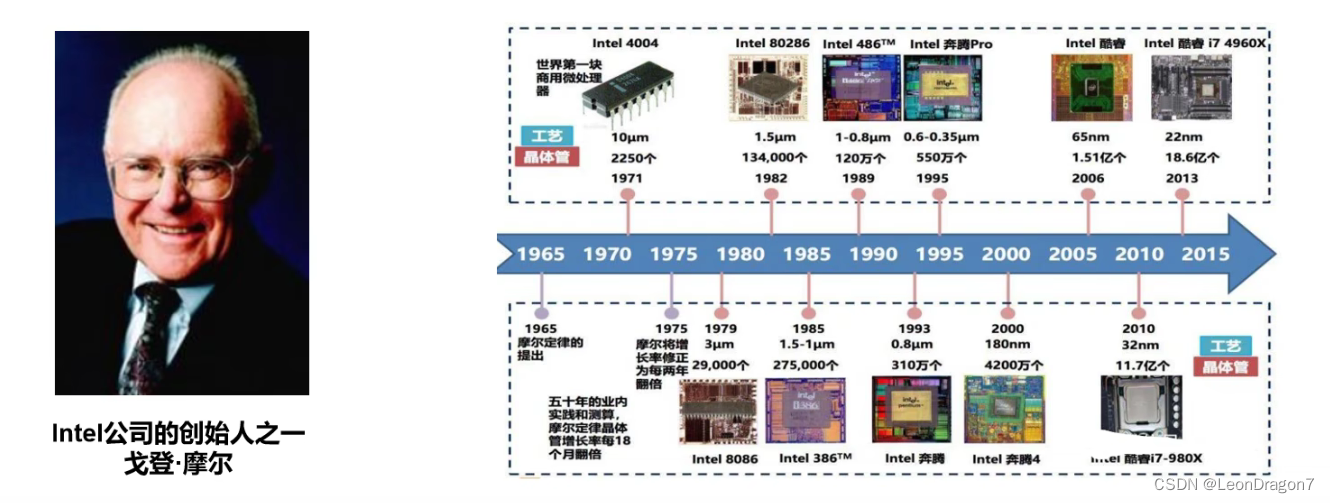 Intel公司的创始人之一
戈登·摩尔
Intel 4004
世界第一块
商用微处理
器
工艺
10μm
晶体管
2250个
1971
Intel 80286
1.5μm
134,000个
1982
Intel 486™
1-0.8μm
120万个
1989
Intel 奔腾Pro
0.6-0.35μm
550万个
1995
Intel 酷睿
65nm
1.51亿个
2006
Intel 酷睿 i7 4960X
22nm
18.6亿个
2013
1965 1970 1975 1980 1985 1990 1995 2000 2005 2010 2015
1965
摩尔定律的
提出
1975
摩尔将增
长率修正
为每两年
翻倍
五十年的业内
实践和测算，
摩尔定律晶体
管增长率每18
个月翻倍
1979
3μm
29,000个
Intel 8086
1985
1.5-1μm
275,000个
Intel 386™
1993
0.8μm
310万个
intel
pentium
Intel 奔腾
2000
180nm
4200万个
Intel 奔腾4
2010
32nm
11.7亿个
Intel 酷睿i7-980X
工艺
晶体管
CSDN @LeonDragon7